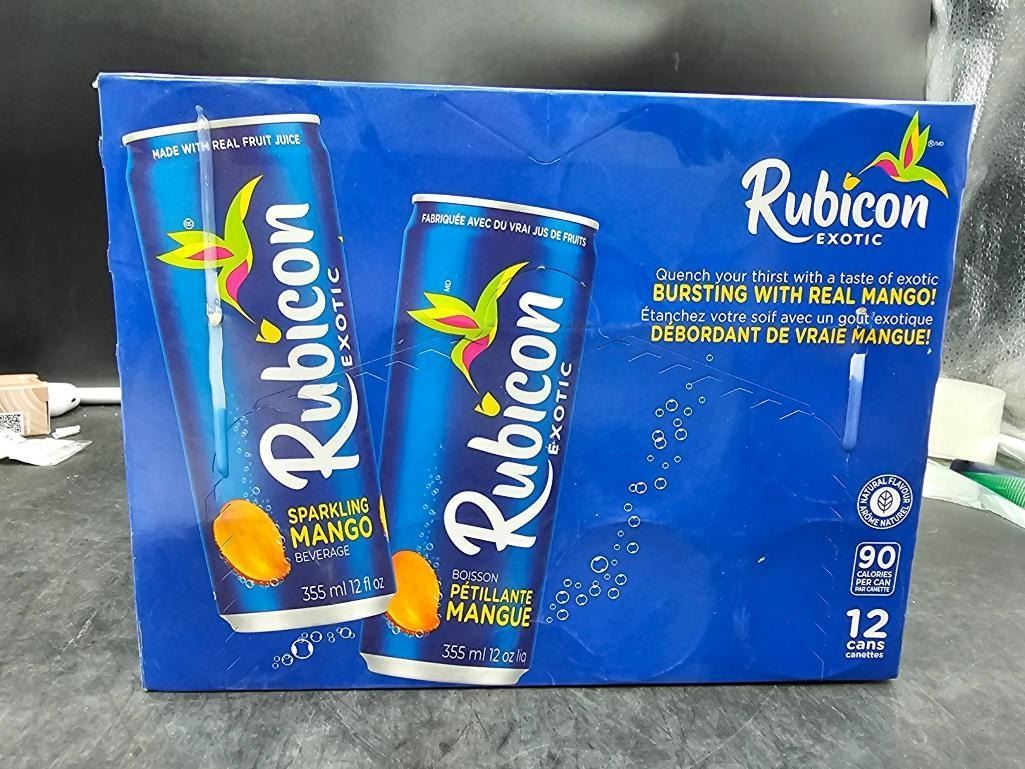 MADE WITH REAL FRUIT JUICE
®
Rubicon
EXOTIC
SPARKLING
MANGO
BEVERAGE
355 ml 12 fl oz
FABRIQUÉE AVEC DU VRAI JUS DE FRUITS
MD
Rubicon
EXOTIC
BOISSON
PÉTILLANTE
MANGUE
355 ml 12 oz liq
®/MD
Rubicon
EXOTIC
Quench your thirst with a taste of exotic
BURSTING WITH REAL MANGO!
Étanchez votre soif avec un goût exotique
DÉBORDANT DE VRAIE MANGUE!
NATURAL FLAVOUR
ARÔME NATUREL
90
CALORIES
PER CAN
PAR CANETTE
12
cans
canettes